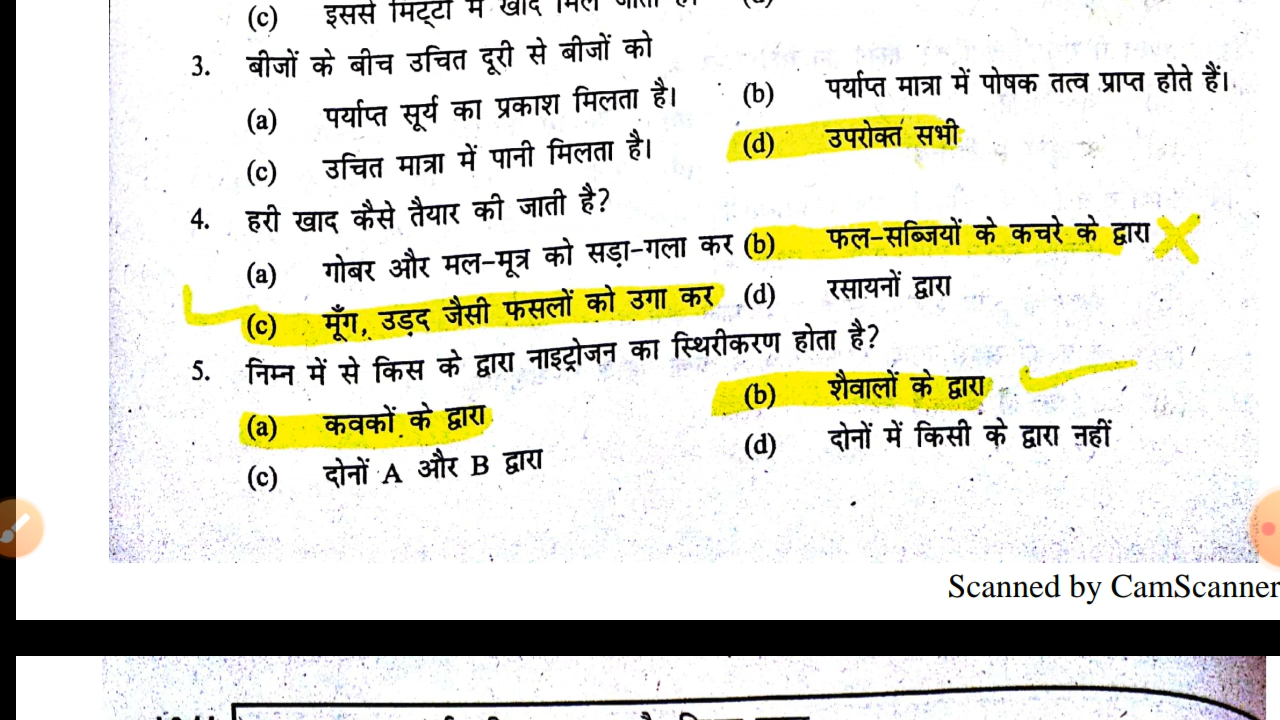 (c) इससे मिट्टी में खाद मिल जाती है।
3. बीजों के बीच उचित दूरी से बीजों को
(a) पर्याप्त सूर्य का प्रकाश मिलता है। (b) पर्याप्त मात्रा में पोषक तत्व प्राप्त होते हैं।
(c) उचित मात्रा में पानी मिलता है। (d) उपरोक्त सभी
4. हरी खाद कैसे तैयार की जाती है?
(a) गोबर और मल-मूत्र को सड़ा-गला कर (b) फल-सब्जियों के कचरे के द्वारा
(c) मूँग, उड़द जैसी फसलों को उगा कर (d) रसायनों द्वारा
5. निम्न में से किस के द्वारा नाइट्रोजन का स्थिरीकरण होता है?
(a) कवकों के द्वारा (b) शैवालों के द्वारा
(c) दोनों A और B द्वारा (d) दोनों में किसी के द्वारा नहीं
Scanned by CamScanner